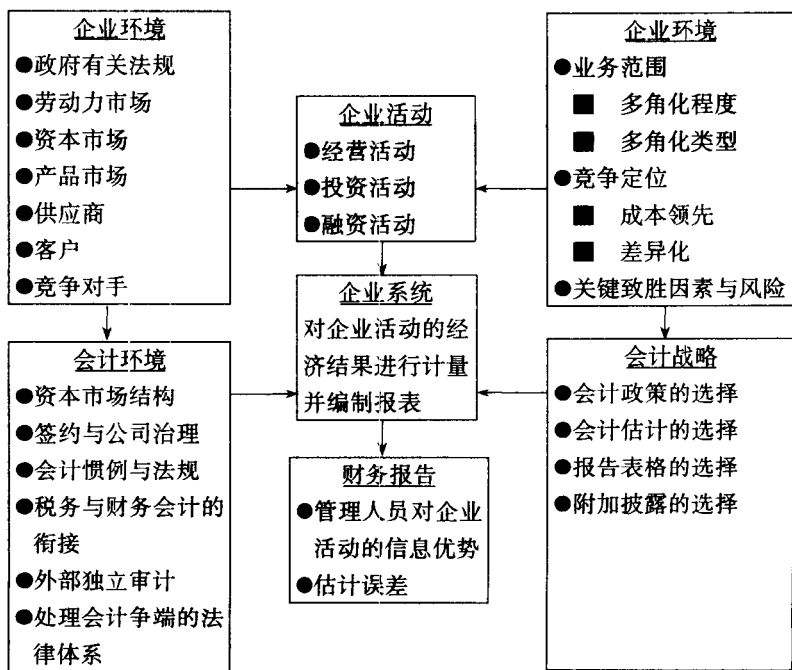 企业环境
●政府有关法规
●劳动力市场
●资本市场
●产品市场
●供应商
●客户
●竞争对手
企业活动
●经营活动
●投资活动
●融资活动
企业环境
●业务范围
■ 多角化程度
■ 多角化类型
●竞争定位
■ 成本领先
■ 差异化
●关键致胜因素与风险
企业系统
对企业活动的经
济结果进行计量
并编制报表
会计环境
●资本市场结构
●签约与公司治理
●会计惯例与法规
●税务与财务会计的
衔接
●外部独立审计
●处理会计争端的法
律体系
财务报告
●管理人员对企业
活动的信息优势
●估计误差
会计战略
●会计政策的选择
●会计估计的选择
●报告表格的选择
●附加披露的选择